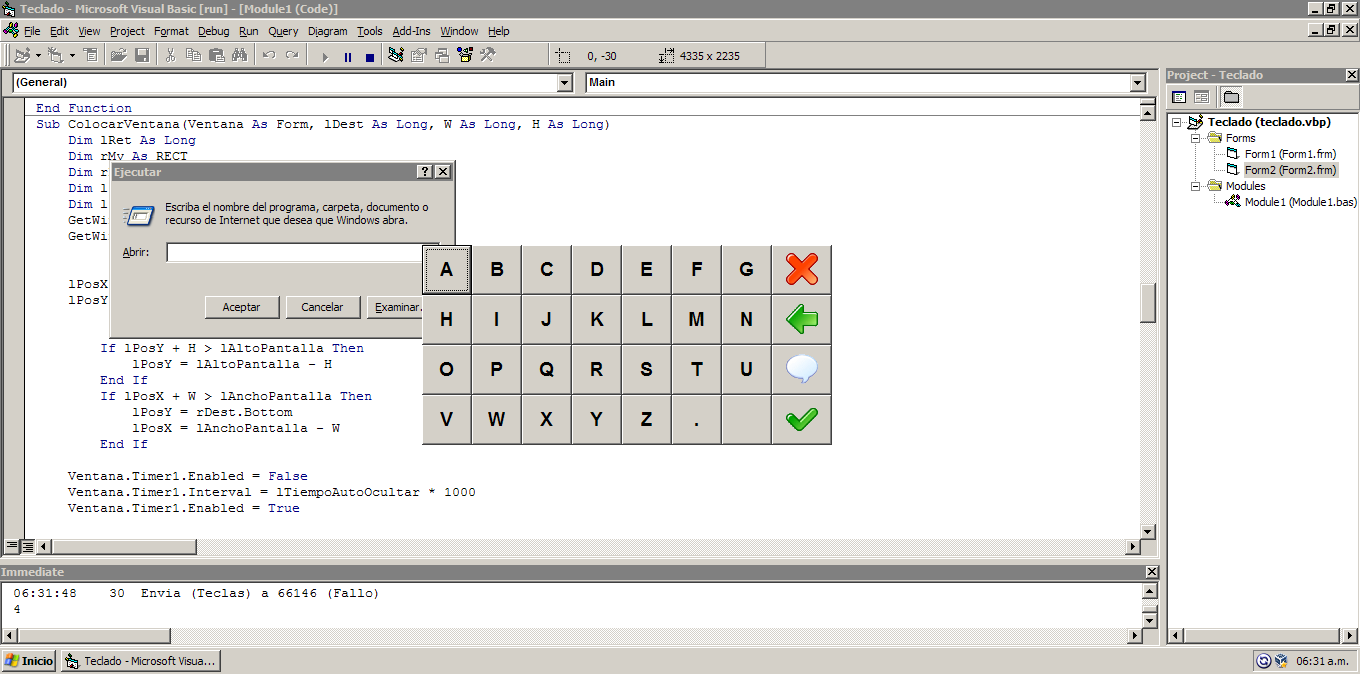 Teclado - Microsoft Visual Basic [run] - [Module1 (Code)]
File Edit View Project Format Debug Run Query Diagram Tools Add-Ins Window Help
0, -30 4335 x 2235
(General) Main
End Function
Sub ColocarVentana(Ventana As Form, lDest As Long, W As Long, H As Long)
Dim lRet As Long
Dim rMy As RECT
Dim r
Dim l
Dim l
GetWi
GetWi
lPosX
lPosY
If lPosY + H > lAltoPantalla Then
lPosY = lAltoPantalla - H
End If
If lPosX + W > lAnchoPantalla Then
lPosY = rDest.Bottom
lPosX = lAnchoPantalla - W
End If
Ventana.Timer1.Enabled = False
Ventana.Timer1.Interval = lTiempoAutoOcultar * 1000
Ventana.Timer1.Enabled = True
Ejecutar
Escriba el nombre del programa, carpeta, documento o
recurso de Internet que desea que Windows abra.
Abrir:
Aceptar Cancelar Examinar.
A B C D E F G
H I J K L M N
O P Q R S T U
V W X Y Z .
Project - Teclado
Teclado (teclado.vbp)
Forms
Form1 (Form1.frm)
Form2 (Form2.frm)
Modules
Module1 (Module1.bas)
Immediate
06:31:48 30 Envia (Teclas) a 66146 (Fallo)
4
Inicio Teclado - Microsoft Visua... 06:31 a.m.